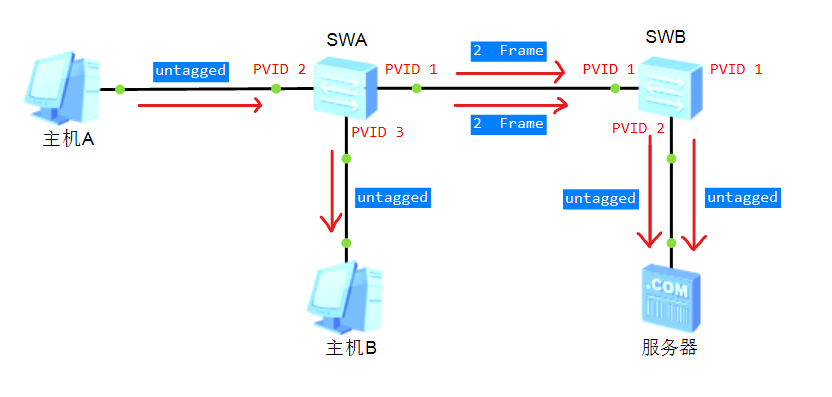 SWA
SWB
untagged
PVID 2
PVID 1
2 Frame
PVID 1
PVID 1
主机A
2 Frame
PVID 3
PVID 2
untagged
untagged
untagged
.COM
主机B
服务器